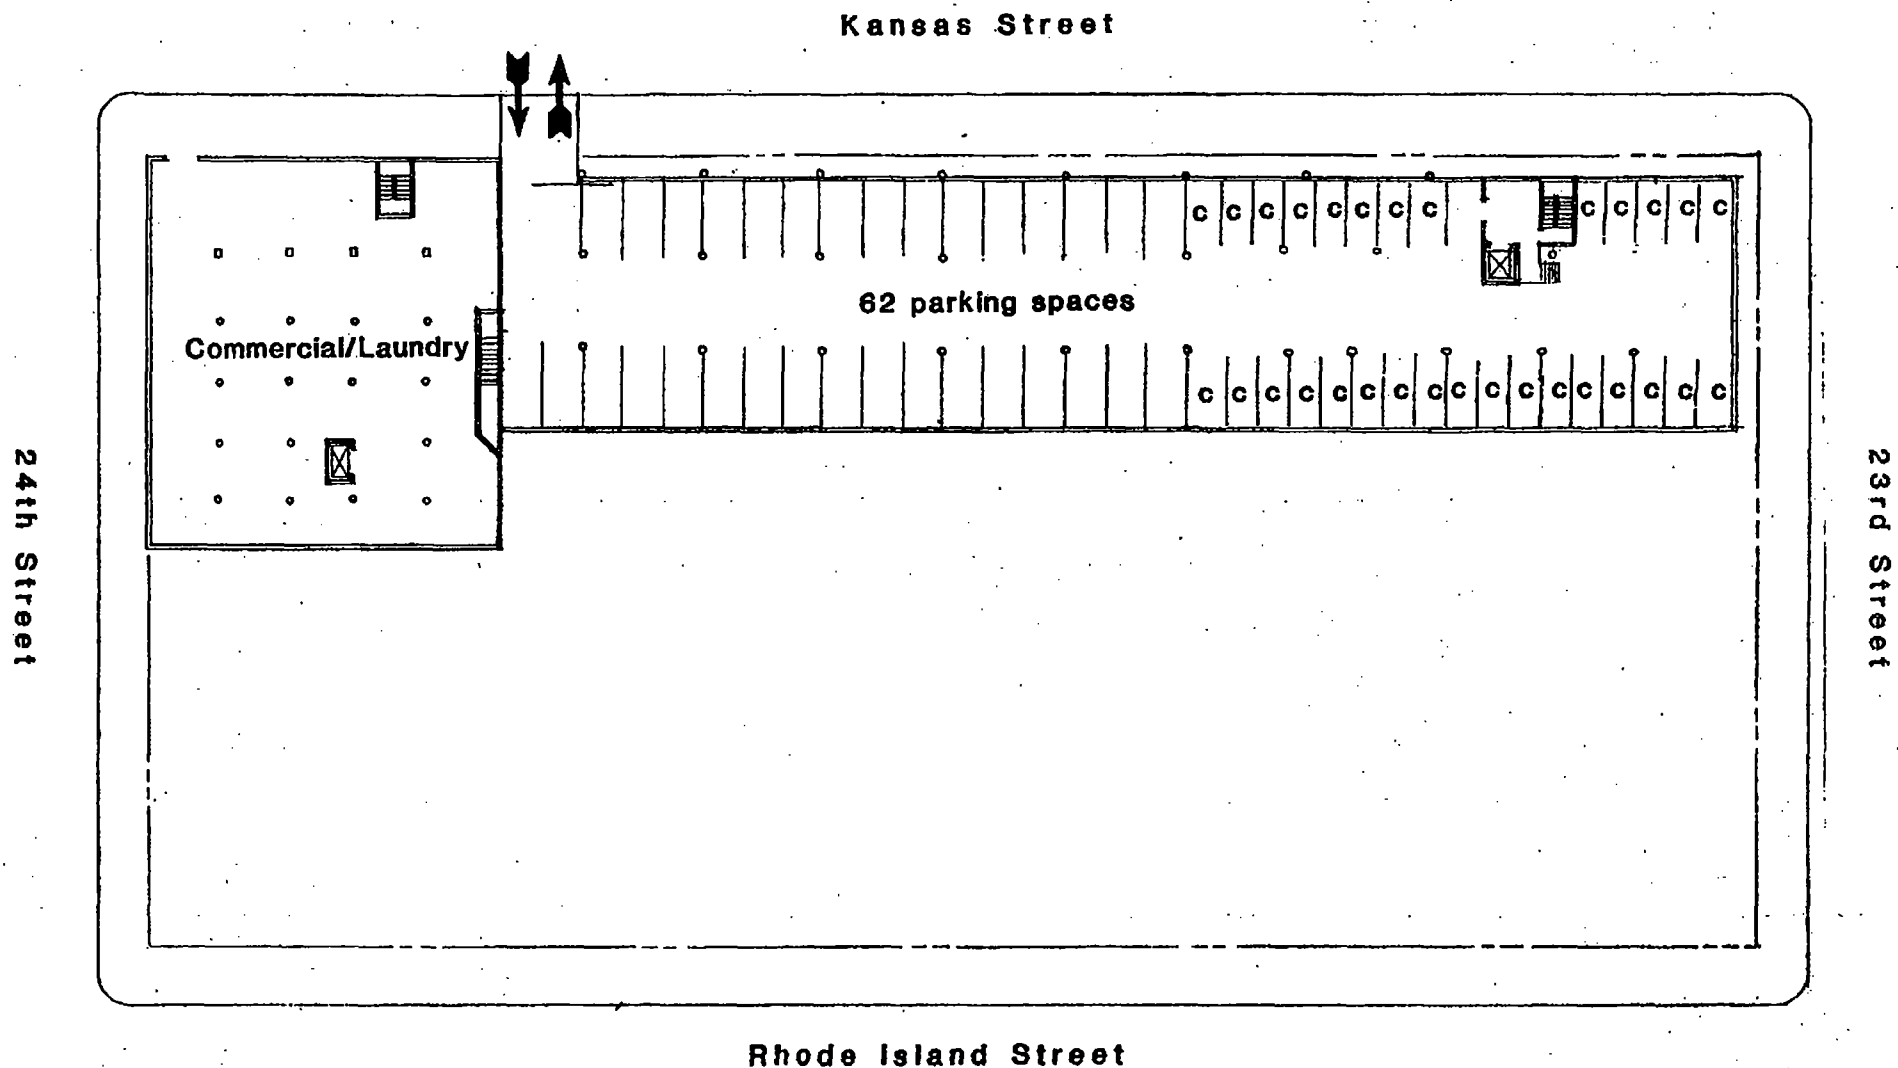 Kansas Street
C C C C C C C C C C C C C
62 parking spaces
Commercial/Laundry
C C C C C C C C C C C C C C C C C
24th Street
23rd Street
Rhode Island Street